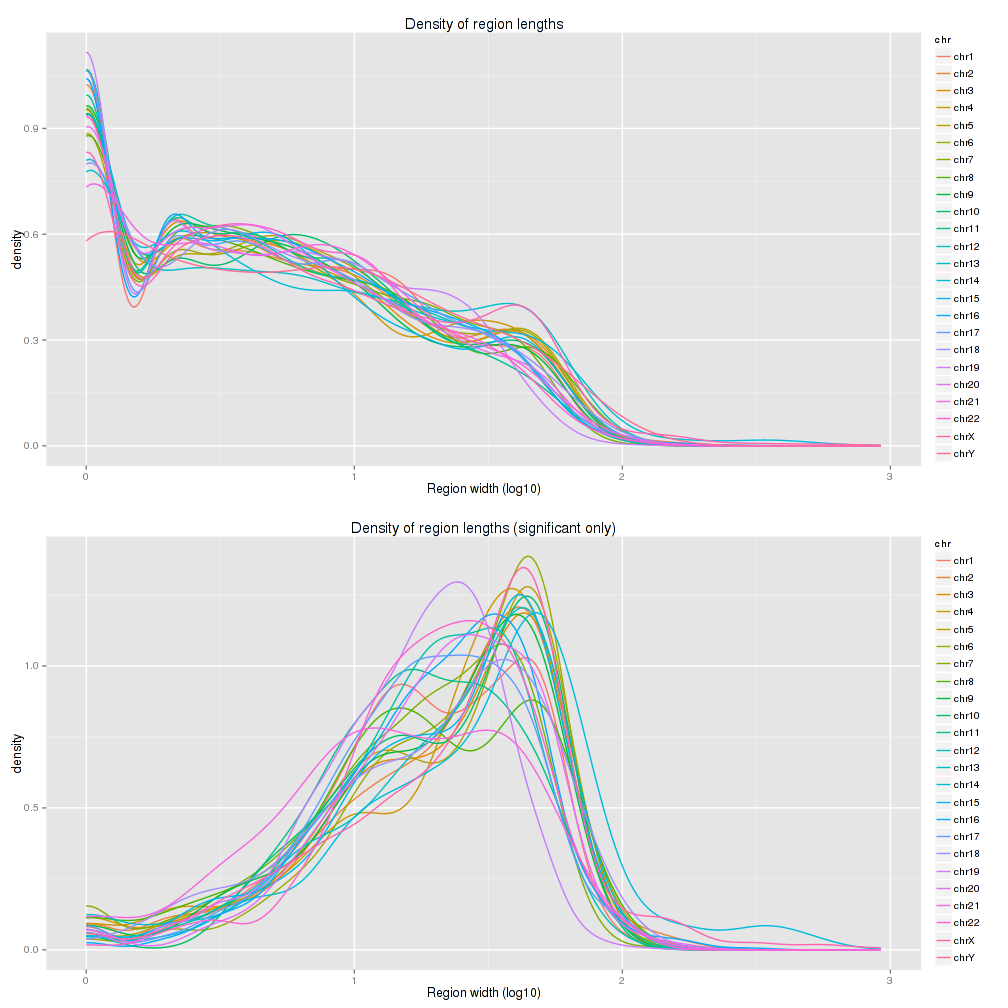 Density of region lengths
density
0.9
0.6
0.3
0.0
0
1
2
3
Region width (log10)
chr
chr1
chr2
chr3
chr4
chr5
chr6
chr7
chr8
chr9
chr10
chr11
chr12
chr13
chr14
chr15
chr16
chr17
chr18
chr19
chr20
chr21
chr22
chrX
chrY
Density of region lengths (significant only)
density
1.0
0.5
0.0
0
1
2
3
Region width (log10)
chr
chr1
chr2
chr3
chr4
chr5
chr6
chr7
chr8
chr9
chr10
chr11
chr12
chr13
chr14
chr15
chr16
chr17
chr18
chr19
chr20
chr21
chr22
chrX
chrY